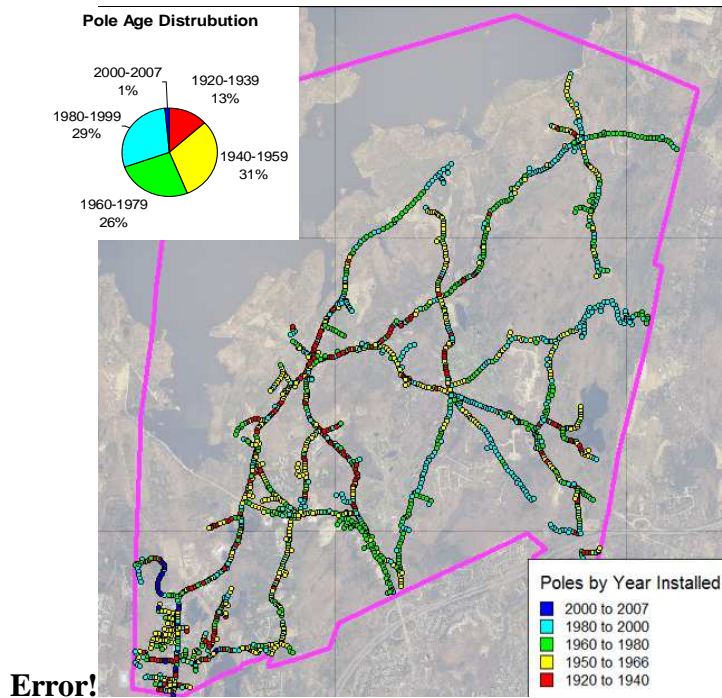 Pole Age Distrubution
2000-2007
1%
1920-1939
13%
1980-1999
29%
1940-1959
31%
1960-1979
26%
Poles by Year Installed
2000 to 2007
1980 to 2000
1960 to 1980
1950 to 1966
1920 to 1940
Error!